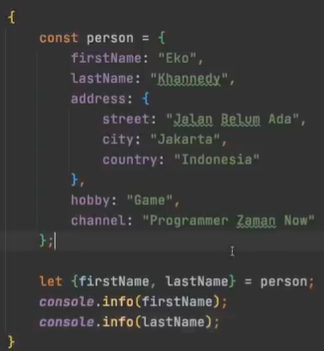 {
    const person = {
        firstName: "Eko",
        lastName: "Khannedy",
        address: {
            street: "Jalan Belum Ada",
            city: "Jakarta",
            country: "Indonesia"
        },
        hobby: "Game",
        channel: "Programmer Zaman Now"
    };

    let {firstName, lastName} = person;
    console.info(firstName);
    console.info(lastName);
}